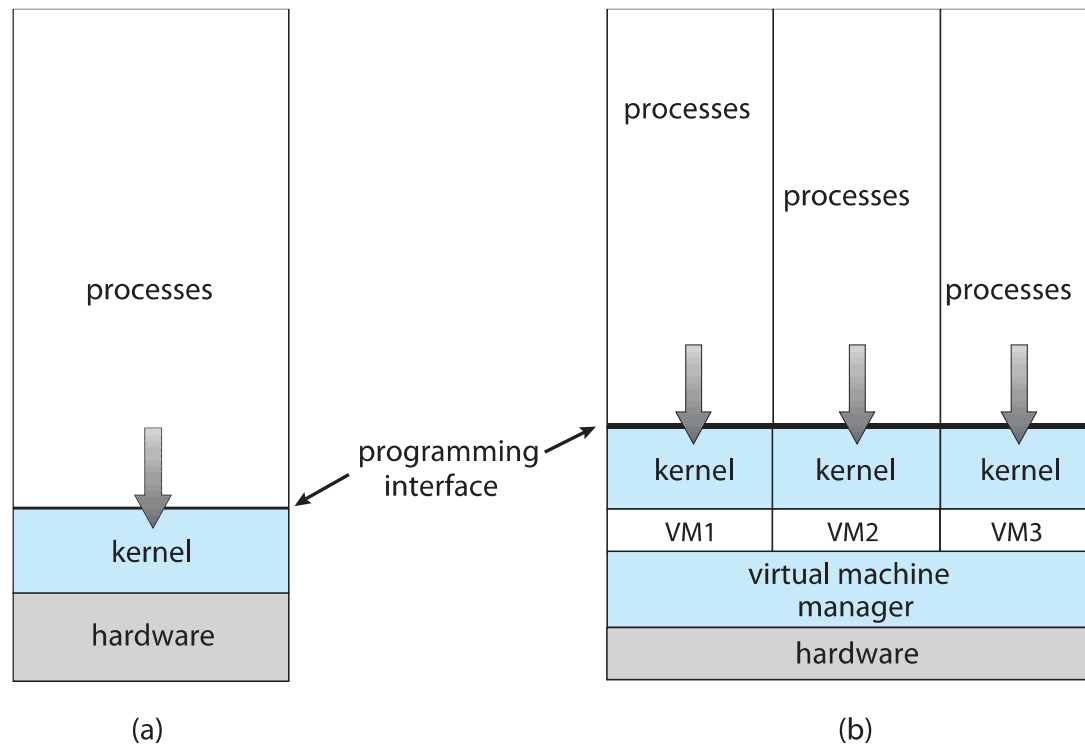 processes
kernel
hardware
(a)
programming
interface
processes
processes
processes
kernel
kernel
kernel
VM1
VM2
VM3
virtual machine
manager
hardware
(b)